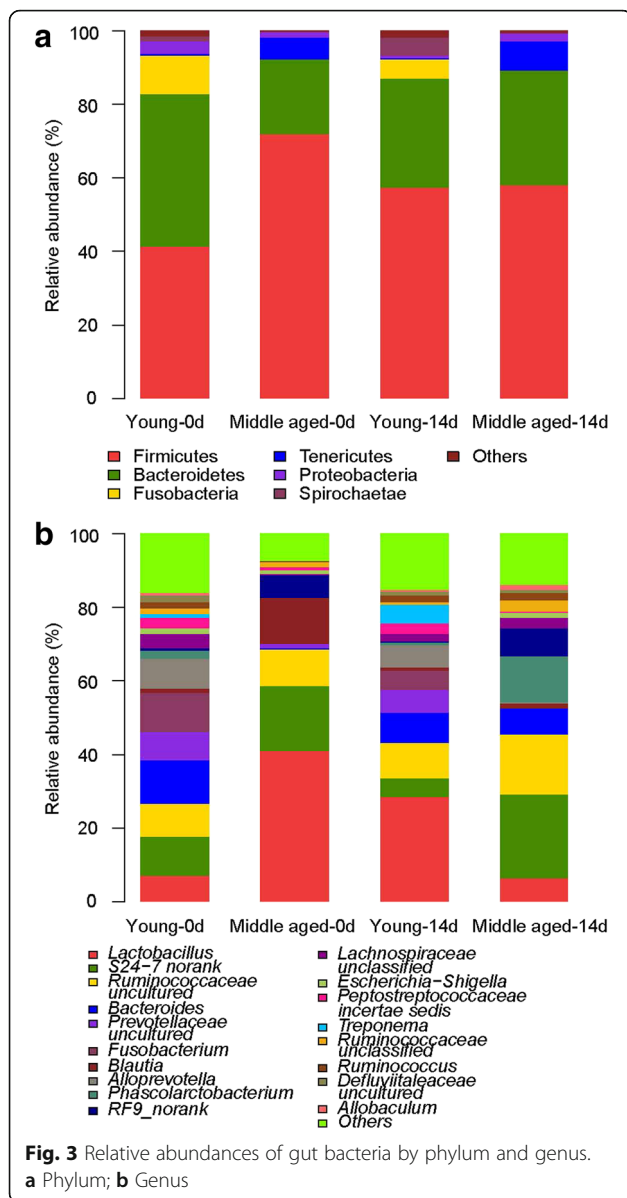 a
100
80
60
40
20
0
Relative abundance (%)
Young-0d Middle aged-0d Young-14d Middle aged-14d
Firmicutes Tenericutes Others
Bacteroidetes Proteobacteria
Fusobacteria Spirochaetae
b
100
80
60
40
20
0
Relative abundance (%)
Young-0d Middle aged-0d Young-14d Middle aged-14d
Lactobacillus
S24-7 norank
Ruminococcaceae
uncultured
Bacteroides
Prevotellaceae
uncultured
Fusobacterium
Blautia
Alloprevotella
Phascolarctobacterium
RF9_norank
Lachnospiraceae
unclassified
Escherichia-Shigella
Peptostreptococcaceae
incertae sedis
Treponema
Ruminococcaceae
unclassified
Ruminococcus
Defluviitaleaceae
uncultured
Allobaculum
Others
Fig. 3 Relative abundances of gut bacteria by phylum and genus.
a Phylum; b Genus